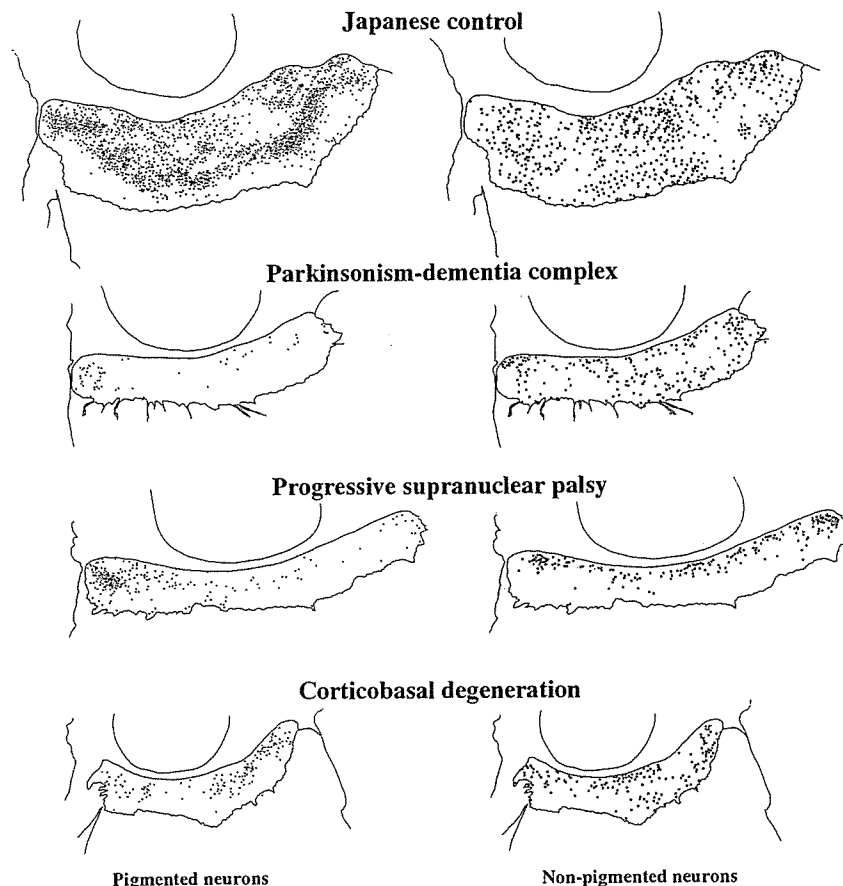 Japanese control
Parkinsonism-dementia complex
Progressive supranuclear palsy
Corticobasal degeneration
Pigmented neurons
Non-pigmented neurons